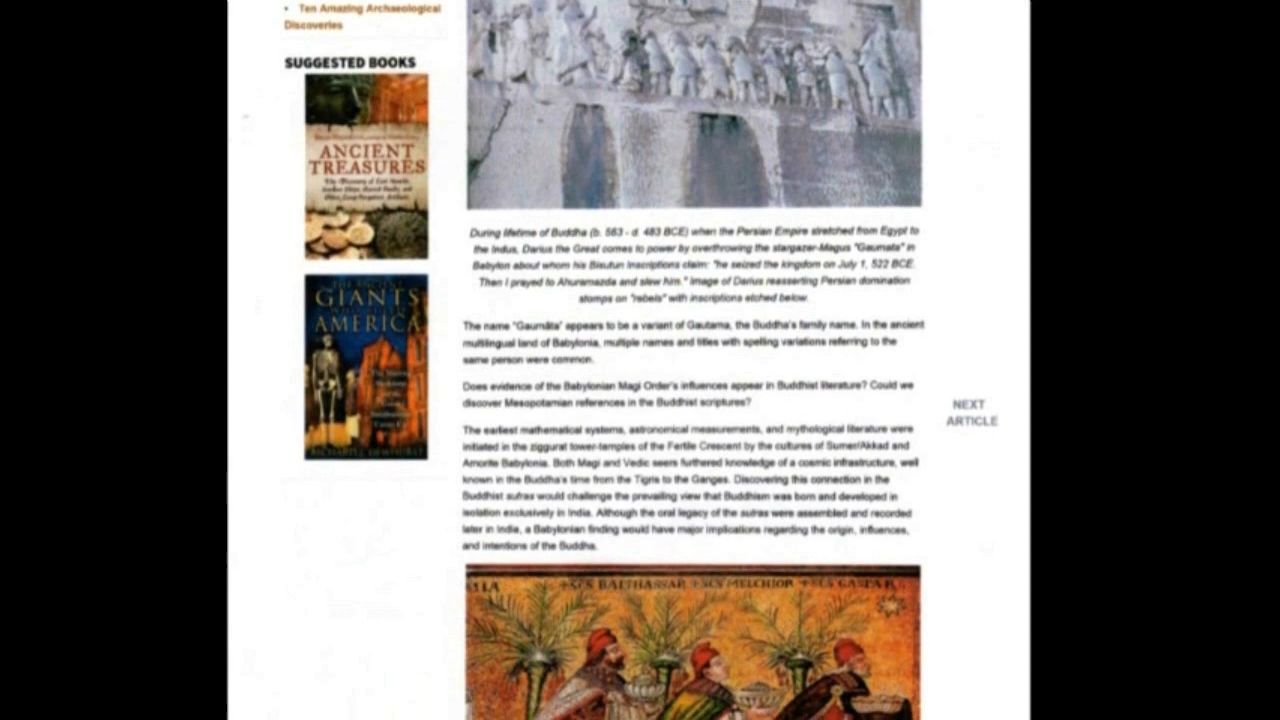 • Ten Amazing Archaeological
Discoveries
SUGGESTED BOOKS
ANCIENT
TREASURES
GIANTS
AMERICA
During lifetime of Buddha (b. 563 - d. 483 BCE) when the Persian Empire stretched from Egypt to
the Indus, Darius the Great comes to power by overthrowing the stargazer-Magus "Gaumata" in
Babylon about whom his Bisutun Inscriptions claim: "he seized the kingdom on July 1, 522 BCE.
Then I prayed to Ahuramazda and slew him." Image of Darius reasserting Persian domination
stomps on "rebels" with inscriptions etched below.
The name "Gaumâta" appears to be a variant of Gautama, the Buddha's family name. In the ancient
multilingual land of Babylonia, multiple names and titles with spelling variations referring to the
same person were common.
Does evidence of the Babylonian Magi Order's influences appear in Buddhist literature? Could we
discover Mesopotamian references in the Buddhist scriptures?
The earliest mathematical systems, astronomical measurements, and mythological literature were
initiated in the ziggurat tower-temples of the Fertile Crescent by the cultures of Sumer/Akkad and
Amorite Babylonia. Both Magi and Vedic seers furthered knowledge of a cosmic infrastructure, well
known in the Buddha's time from the Tigris to the Ganges. Discovering this connection in the
Buddhist sutras would challenge the prevailing view that Buddhism was born and developed in
isolation exclusively in India. Although the oral legacy of the sutras were assembled and recorded
later in India, a Babylonian finding would have major implications regarding the origin, influences,
and intentions of the Buddha.
NEXT
ARTICLE
+SCS BALTHASSAR +SCS MELCHIOR +SCS GASPAR